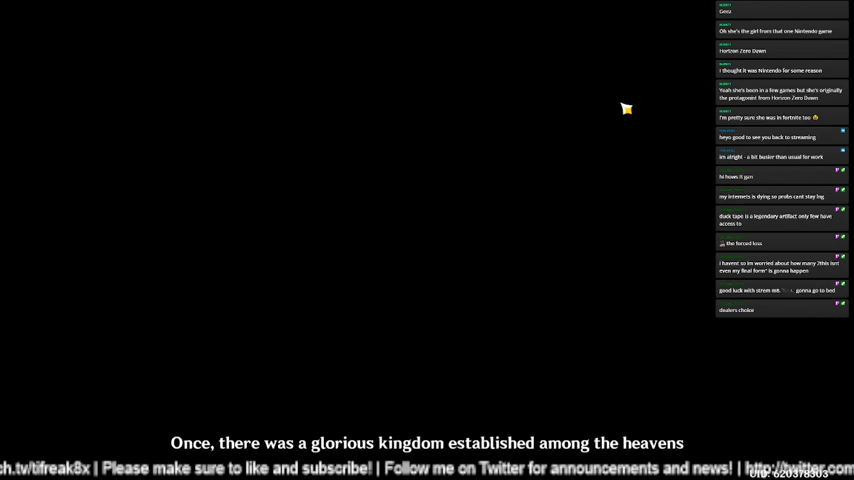 Geez
Oh she's the girl from that one Nintendo game
Horizon Zero Dawn
I thought it was Nintendo for some reason
Yeah she's been in a few games but she's originally
the protagonist from Horizon Zero Dawn
I'm pretty sure she was in fortnite too
heyo good to see you back to streaming
im alright - a bit busier than usual for work
hi hows it gan
my internets is dying so probs cant stay lng
duck tape is a legendary artifact only few have
access to
the forced loss
i havent so im worried about how many "this isnt
even my final form" is gonna happen
good luck with strem mt. gonna go to bed
dealers choice
Once, there was a glorious kingdom established among the heavens
ch.tv/tifreak8x | Please make sure to like and subscribe! | Follow me on Twitter for announcements and news! | http://twitter.com
UID: 620378303